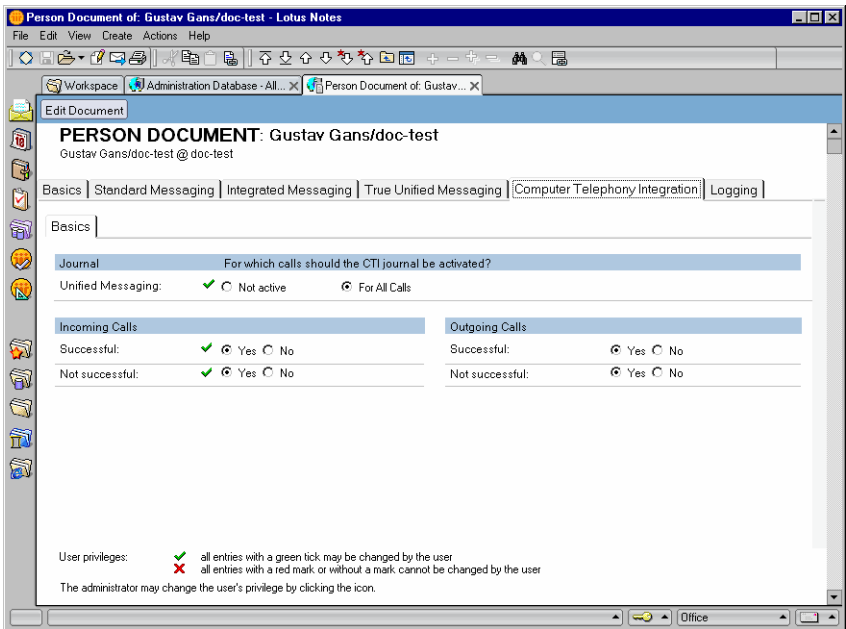 Person Document of: Gustav Gans/doc-test - Lotus Notes
File Edit View Create Actions Help
Workspace Administration Database - All... Person Document of: Gustav...
Edit Document
PERSON DOCUMENT: Gustav Gans/doc-test
Gustav Gans/doc-test @ doc-test
Basics Standard Messaging Integrated Messaging True Unified Messaging Computer Telephony Integration Logging
Basics
Journal For which calls should the CTI journal be activated?
Unified Messaging: Not active For All Calls
Incoming Calls Outgoing Calls
Successful: Yes No Successful: Yes No
Not successful: Yes No Not successful: Yes No
User privileges: all entries with a green tick may be changed by the user
all entries with a red mark or without a mark cannot be changed by the user
The administrator may change the user's privilege by clicking the icon.
Office